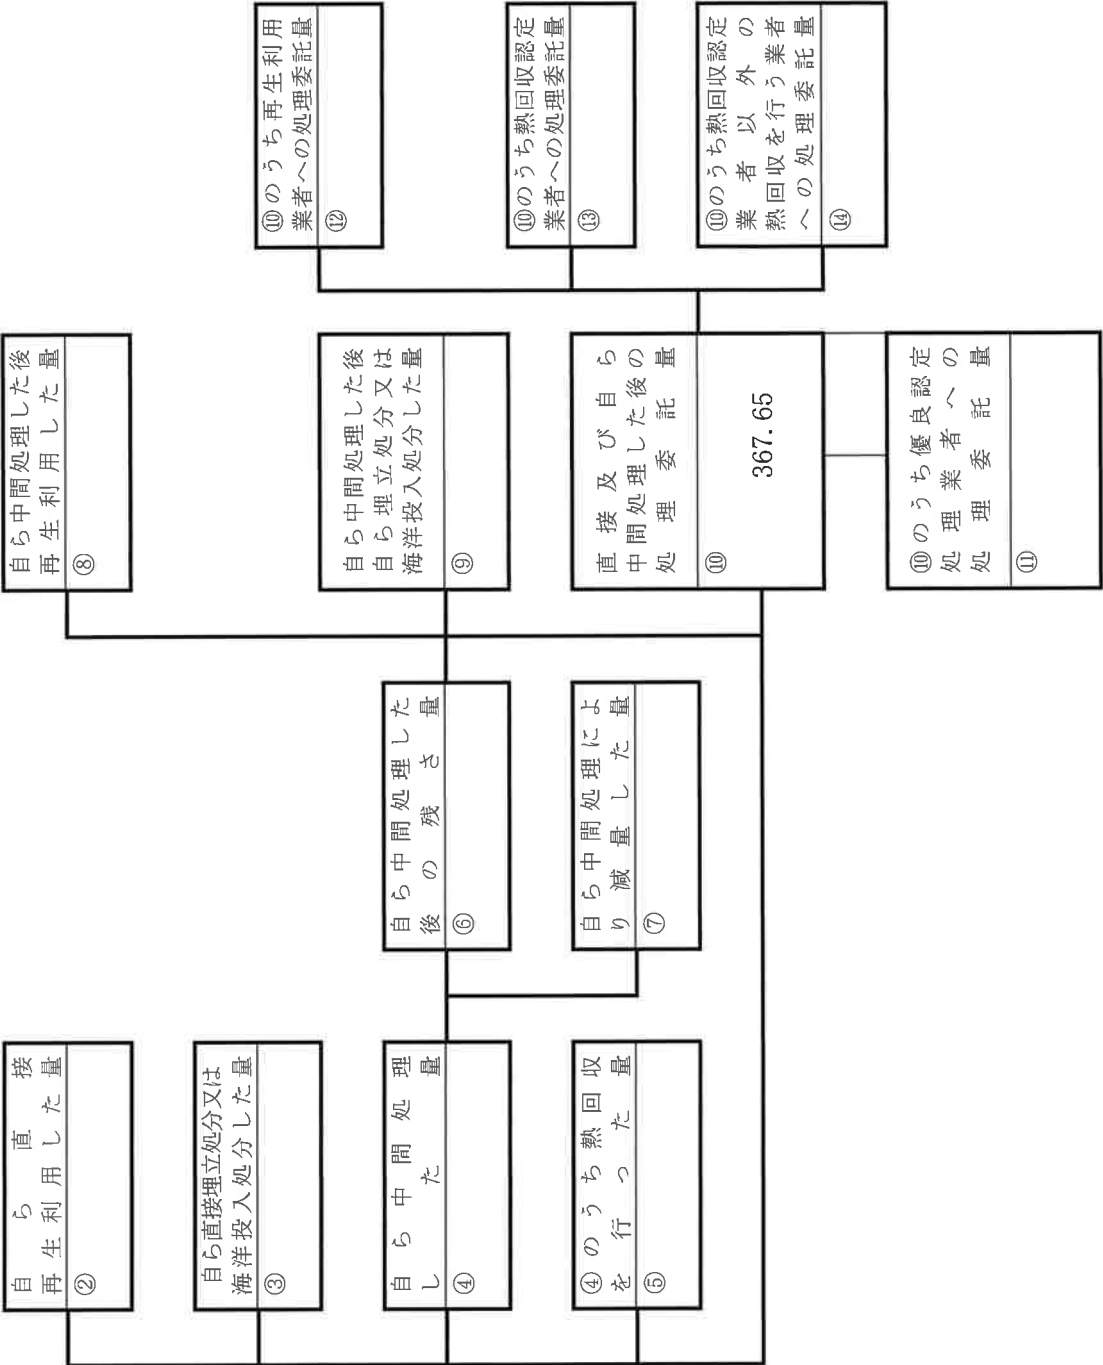 自ら直接
再生利用した量
②
自ら直接埋立処分又は
海洋投入処分した量
③
自ら中間処理
した量
④
④のうち熱回収
を行った量
⑤
自ら中間処理した
後の残さ量
⑥
自ら中間処理によ
り減量した量
⑦
自ら中間処理した後
再生利用した量
⑧
自ら中間処理した後
自ら埋立処分又は
海洋投入処分した量
⑨
直接及び自ら
中間処理した後の
処理委託量
⑩
367.65
⑩のうち優良認定
処理業者への
処理委託量
⑪
⑩のうち再生利用
業者への処理委託量
⑫
⑩のうち熱回収認定
業者への処理委託量
⑬
⑩のうち熱回収認定
業者以外の
熱回収を行う業者
への処理委託量
⑭